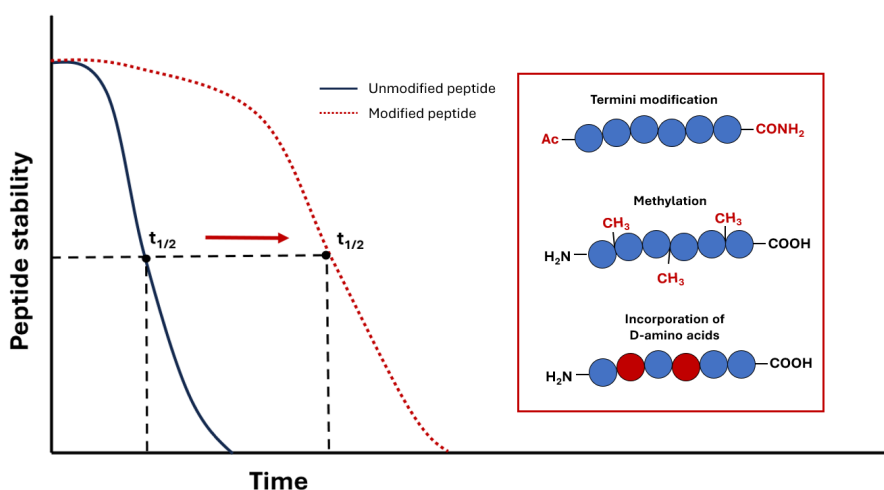 Peptide stability
Time
t1/2
t1/2
Unmodified peptide
Modified peptide
Termini modification
Ac
CONH2
Methylation
CH3
CH3
H2N
COOH
CH3
Incorporation of
D-amino acids
H2N
COOH